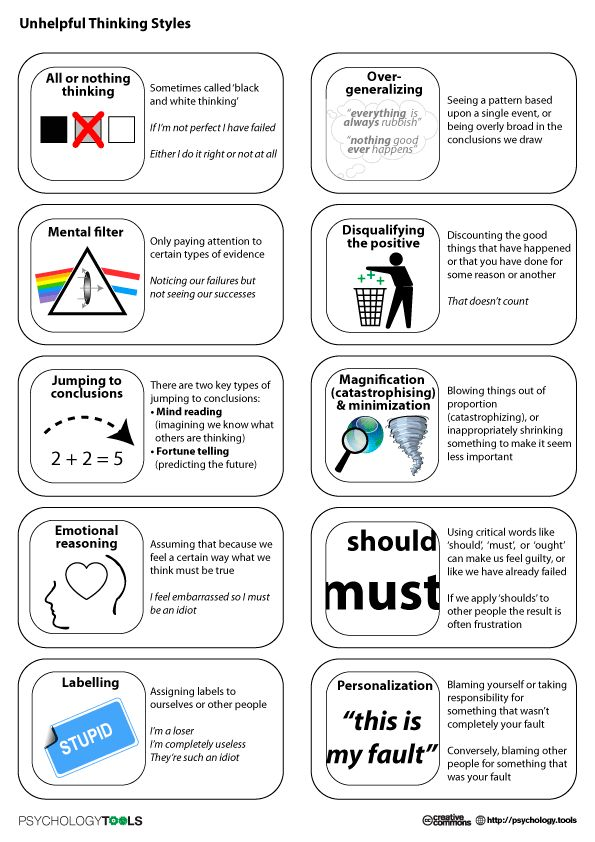 Unhelpful Thinking Styles
All or nothing
thinking
Sometimes called ‘black
and white thinking’
If I’m not perfect I have failed
Either I do it right or not at all
Over-
generalizing
“everything is
always rubbish”
“nothing good
ever happens”
Seeing a pattern based
upon a single event, or
being overly broad in the
conclusions we draw
Mental filter
Only paying attention to
certain types of evidence
Noticing our failures but
not seeing our successes
Disqualifying
the positive
Discounting the good
things that have happened
or that you have done for
some reason or another
That doesn’t count
Jumping to
conclusions
2 + 2 = 5
There are two key types of
jumping to conclusions:
• Mind reading
(imagining we know what
others are thinking)
• Fortune telling
(predicting the future)
Magnification
(catastrophising)
& minimization
Blowing things out of
proportion
(catastrophizing), or
inappropriately shrinking
something to make it seem
less important
Emotional
reasoning
Assuming that because we
feel a certain way what we
think must be true
I feel embarrassed so I must
be an idiot
should
must
Using critical words like
‘should’, ‘must’, or ‘ought’
can make us feel guilty, or
like we have already failed
If we apply ‘shoulds’ to
other people the result is
often frustration
Labelling
STUPID
Assigning labels to
ourselves or other people
I’m a loser
I’m completely useless
They’re such an idiot
Personalization
“this is
my fault”
Blaming yourself or taking
responsibility for
something that wasn’t
completely your fault
Conversely, blaming other
people for something that
was your fault
PSYCHOLOGYTOOLS
cc creative
commons
http://psychology.tools